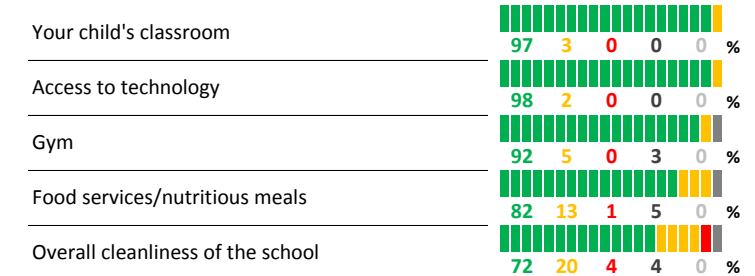 Your child's classroom
97 3 0 0 0 %
Access to technology
98 2 0 0 0 %
Gym
92 5 0 3 0 %
Food services/nutritious meals
82 13 1 5 0 %
Overall cleanliness of the school
72 20 4 4 0 %